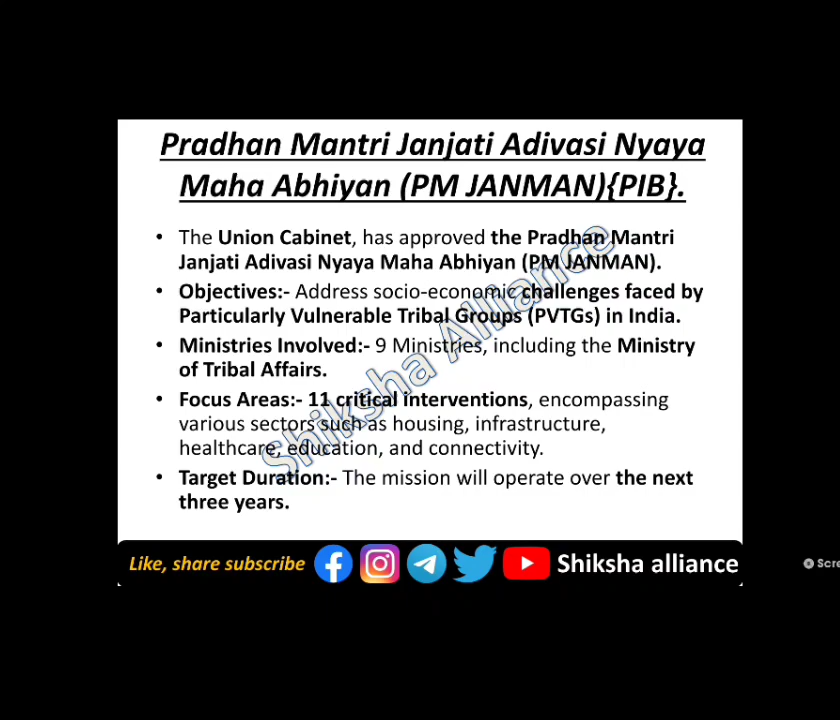 Pradhan Mantri Janjati Adivasi Nyaya
Maha Abhiyan (PM JANMAN){PIB}.
• The Union Cabinet, has approved the Pradhan Mantri
Janjati Adivasi Nyaya Maha Abhiyan (PM JANMAN).
• Objectives:- Address socio-economic challenges faced by
Particularly Vulnerable Tribal Groups (PVTGs) in India.
• Ministries Involved:- 9 Ministries, including the Ministry
of Tribal Affairs.
• Focus Areas:- 11 critical interventions, encompassing
various sectors such as housing, infrastructure,
healthcare, education, and connectivity.
• Target Duration:- The mission will operate over the next
three years.
Shiksha Alliance
Like, share subscribe Shiksha alliance